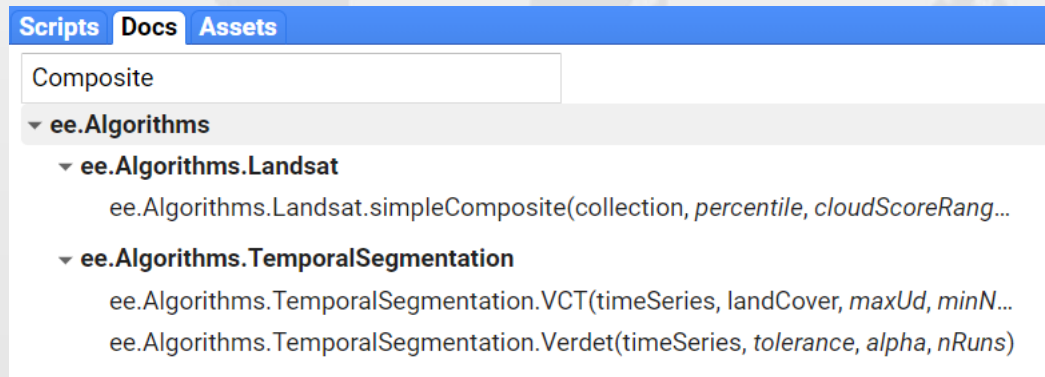 Scripts Docs Assets
Composite
ee.Algorithms
ee.Algorithms.Landsat
ee.Algorithms.Landsat.simpleComposite(collection, percentile, cloudScoreRang...
ee.Algorithms.TemporalSegmentation
ee.Algorithms.TemporalSegmentation.VCT(timeSeries, landCover, maxUd, minN...
ee.Algorithms.TemporalSegmentation.Verdet(timeSeries, tolerance, alpha, nRuns)